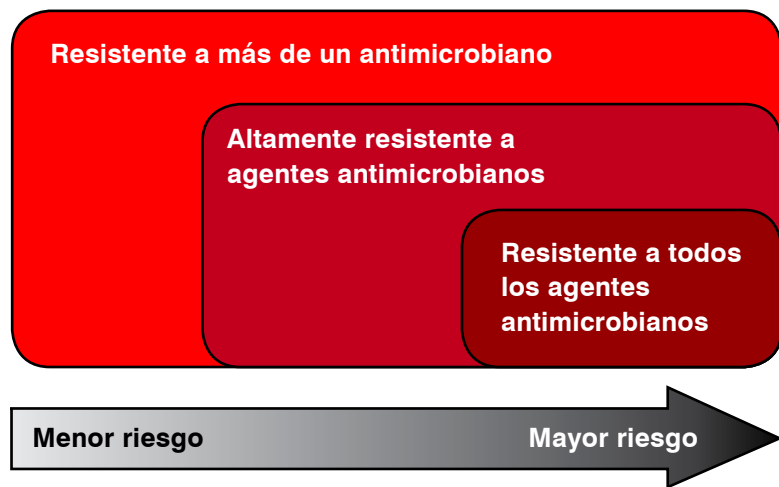 Resistente a más de un antimicrobiano
Altamente resistente a
agentes antimicrobianos
Resistente a todos
los agentes
antimicrobianos
Menor riesgo
Mayor riesgo